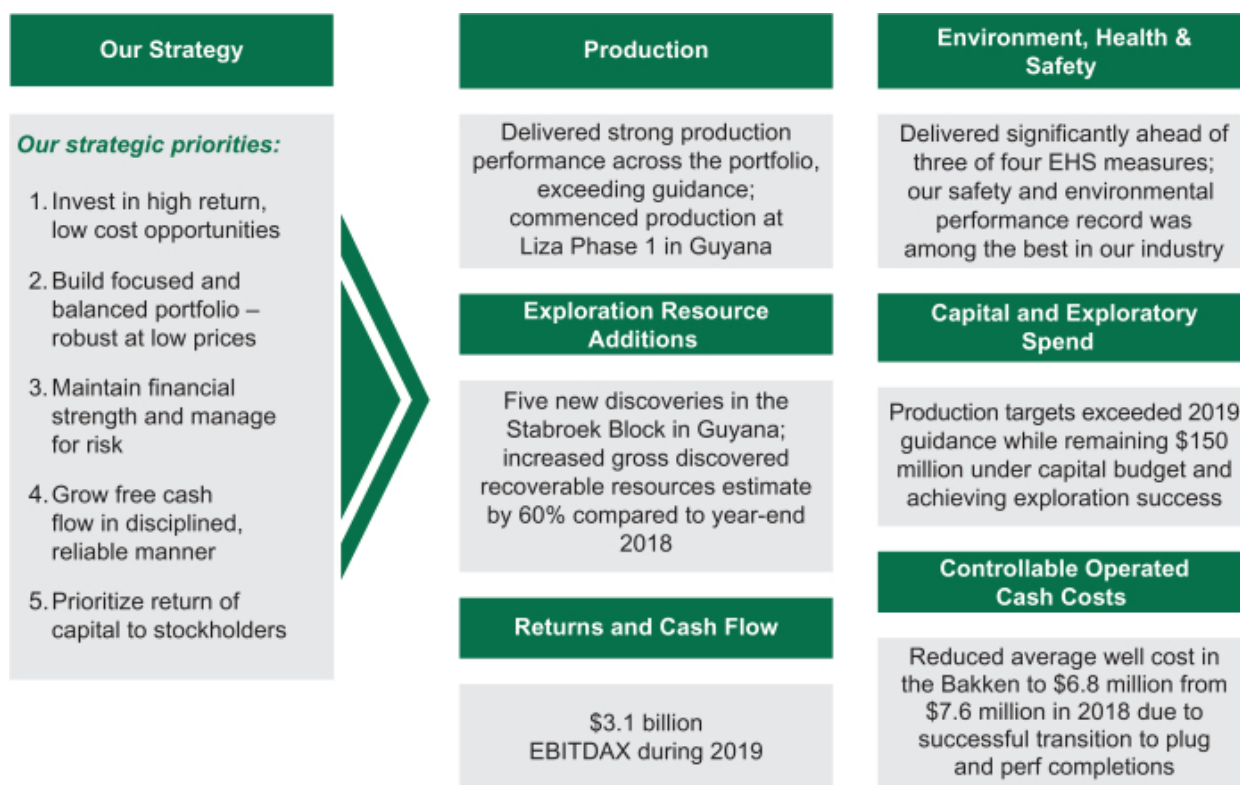 Our Strategy
Our strategic priorities:
1. Invest in high return,
low cost opportunities
2. Build focused and
balanced portfolio –
robust at low prices
3. Maintain financial
strength and manage
for risk
4. Grow free cash
flow in disciplined,
reliable manner
5. Prioritize return of
capital to stockholders
Production
Delivered strong production
performance across the portfolio,
exceeding guidance;
commenced production at
Liza Phase 1 in Guyana
Exploration Resource
Additions
Five new discoveries in the
Stabroek Block in Guyana;
increased gross discovered
recoverable resources estimate
by 60% compared to year-end
2018
Returns and Cash Flow
$3.1 billion
EBITDAX during 2019
Environment, Health &
Safety
Delivered significantly ahead of
three of four EHS measures;
our safety and environmental
performance record was
among the best in our industry
Capital and Exploratory
Spend
Production targets exceeded 2019
guidance while remaining $150
million under capital budget and
achieving exploration success
Controllable Operated
Cash Costs
Reduced average well cost in
the Bakken to $6.8 million from
$7.6 million in 2018 due to
successful transition to plug
and perf completions